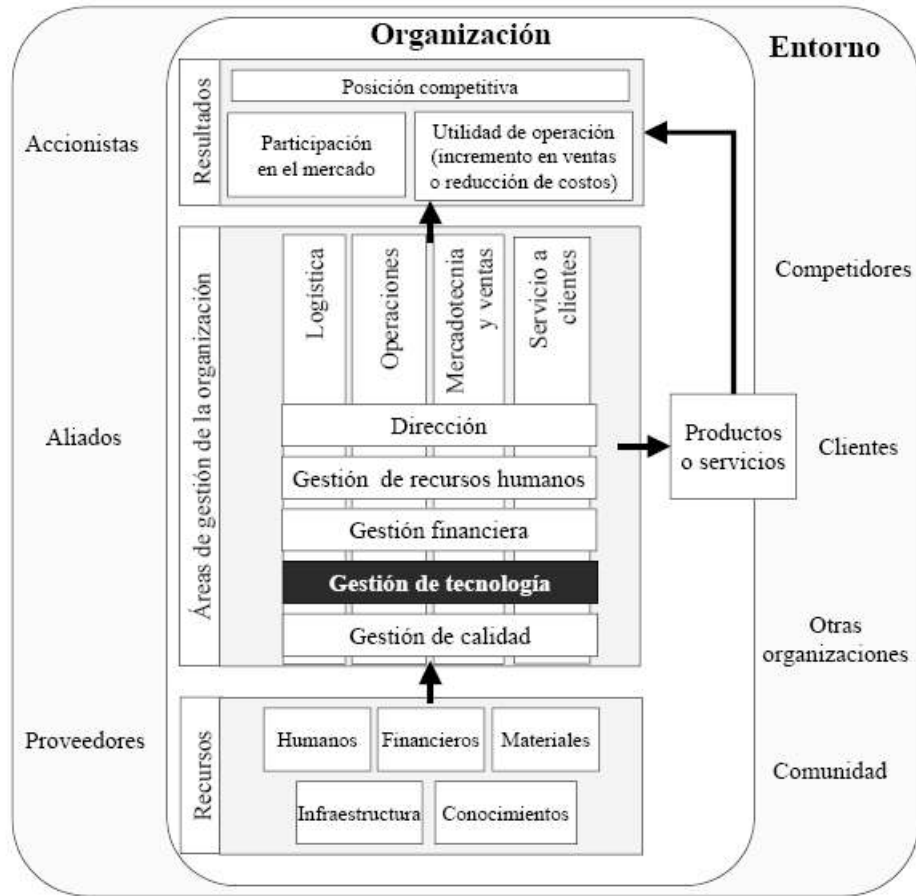 Organización
Entorno
Resultados
Posición competitiva
Participación
en el mercado
Utilidad de operación
(incremento en ventas
o reducción de costos)
Accionistas
Competidores
Áreas de gestión de la organización
Logística
Operaciones
Mercadotecnia
y ventas
Servicio a
clientes
Dirección
Gestión de recursos humanos
Gestión financiera
Gestión de tecnología
Gestión de calidad
Productos
o servicios
Aliados
Clientes
Otras
organizaciones
Proveedores
Comunidad
Recursos
Humanos
Financieros
Materiales
Infraestructura
Conocimientos